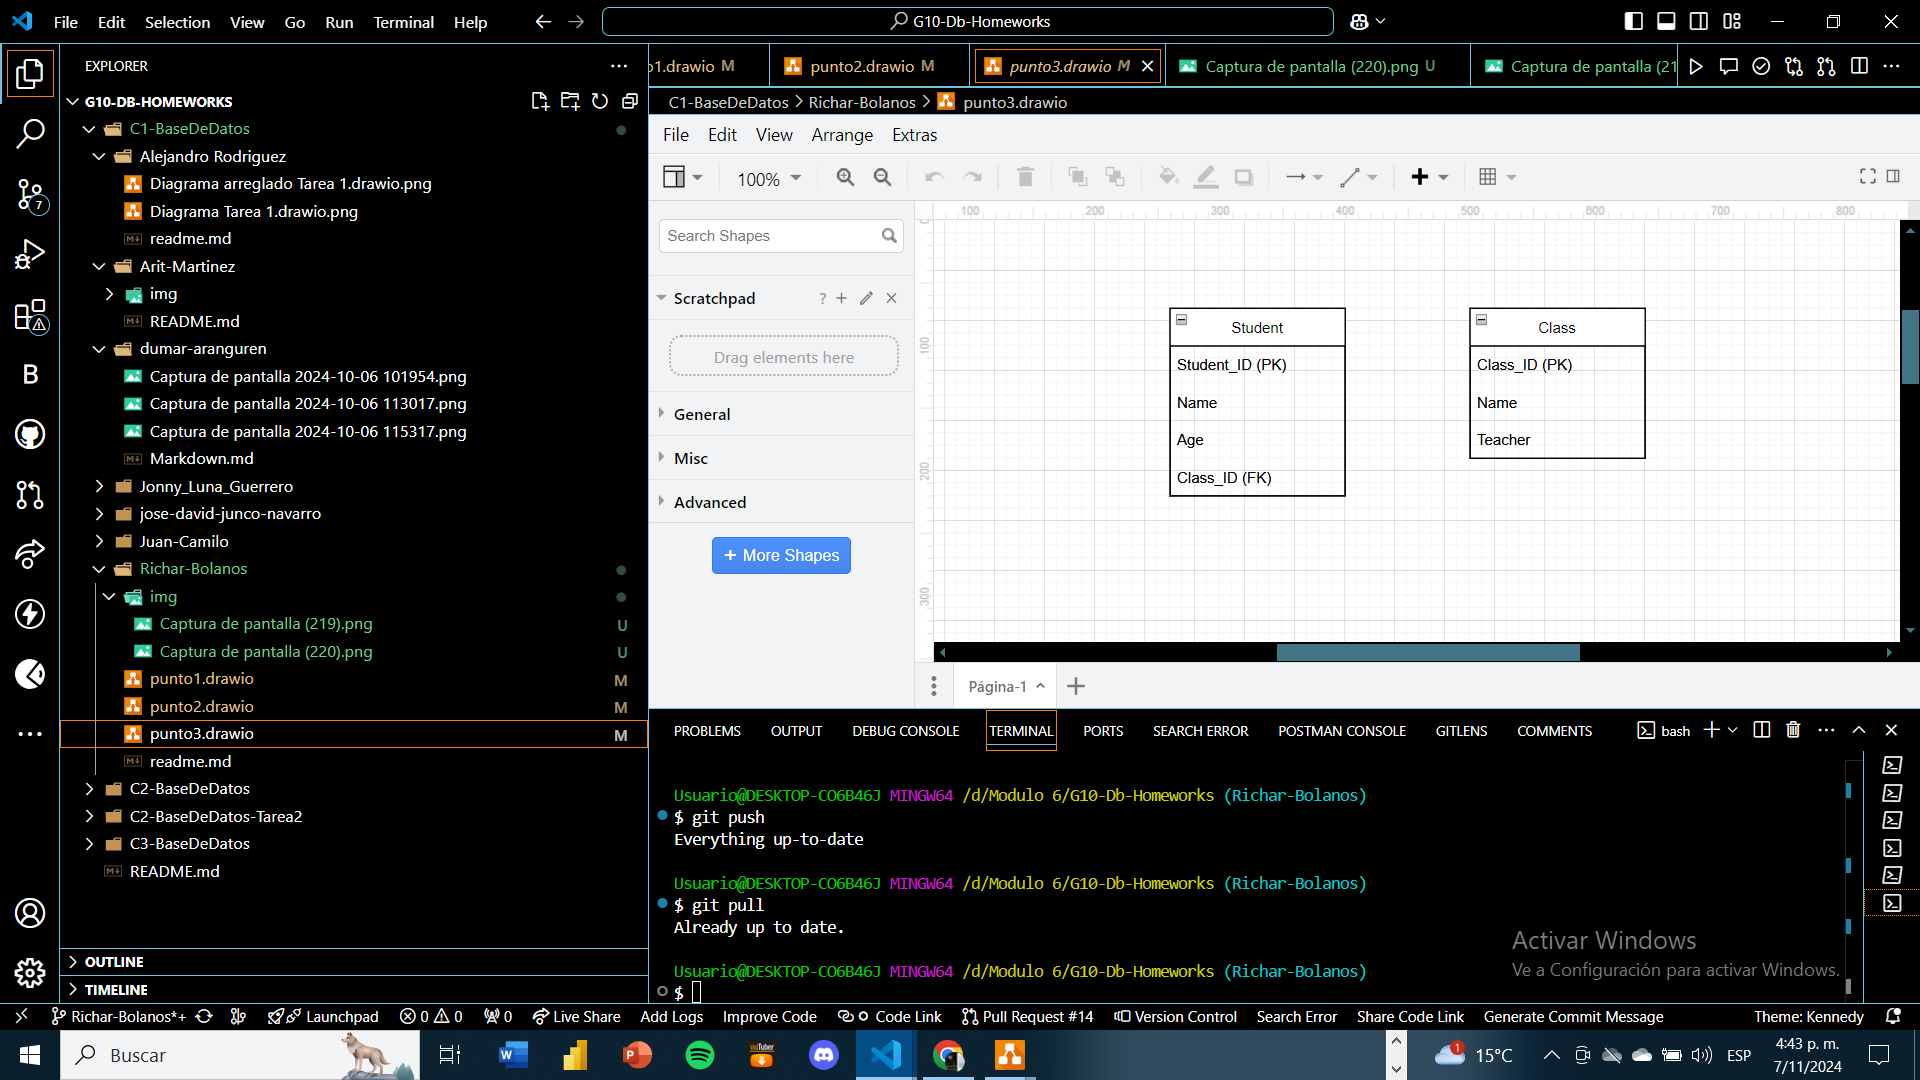 File Edit Selection View Go Run Terminal Help
G10-Db-Homeworks
EXPLORER
G10-DB-HOMEWORKS
C1-BaseDeDatos
Alejandro Rodriguez
Diagrama arreglado Tarea 1.drawio.png
Diagrama Tarea 1.drawio.png
readme.md
Arit-Martinez
img
README.md
dumar-aranguren
Captura de pantalla 2024-10-06 101954.png
Captura de pantalla 2024-10-06 113017.png
Captura de pantalla 2024-10-06 115317.png
Markdown.md
Jonny_Luna_Guerrero
jose-david-junco-navarro
Juan-Camilo
Richar-Bolanos
img
Captura de pantalla (219).png U
Captura de pantalla (220).png U
punto1.drawio M
punto2.drawio M
punto3.drawio M
readme.md
C2-BaseDeDatos
C2-BaseDeDatos-Tarea2
C3-BaseDeDatos
README.md
OUTLINE
TIMELINE
7
o1.drawio M
punto2.drawio M
punto3.drawio M
Captura de pantalla (220).png U
Captura de pantalla (21
C1-BaseDeDatos > Richar-Bolanos > punto3.drawio
File Edit View Arrange Extras
100%
Search Shapes
Scratchpad
Drag elements here
General
Misc
Advanced
+ More Shapes
100 200 300 400 500 600 700 800
0
100
200
300
Student
Student_ID (PK)
Name
Age
Class_ID (FK)
Class
Class_ID (PK)
Name
Teacher
Página-1
PROBLEMS OUTPUT DEBUG CONSOLE TERMINAL PORTS SEARCH ERROR POSTMAN CONSOLE GITLENS COMMENTS
bash
Usuario@DESKTOP-CO6B46J MINGW64 /d/Modulo 6/G10-Db-Homeworks (Richar-Bolanos)
$ git push
Everything up-to-date
Usuario@DESKTOP-CO6B46J MINGW64 /d/Modulo 6/G10-Db-Homeworks (Richar-Bolanos)
$ git pull
Already up to date.
Usuario@DESKTOP-CO6B46J MINGW64 /d/Modulo 6/G10-Db-Homeworks (Richar-Bolanos)
$
Activar Windows
Ve a Configuración para activar Windows.
Richar-Bolanos*+ Launchpad 0 0 0 Live Share Add Logs Improve Code Code Link Pull Request #14 Version Control Search Error Share Code Link Generate Commit Message Theme: Kennedy
Buscar
1
15°C
ESP
4:43 p. m.
7/11/2024